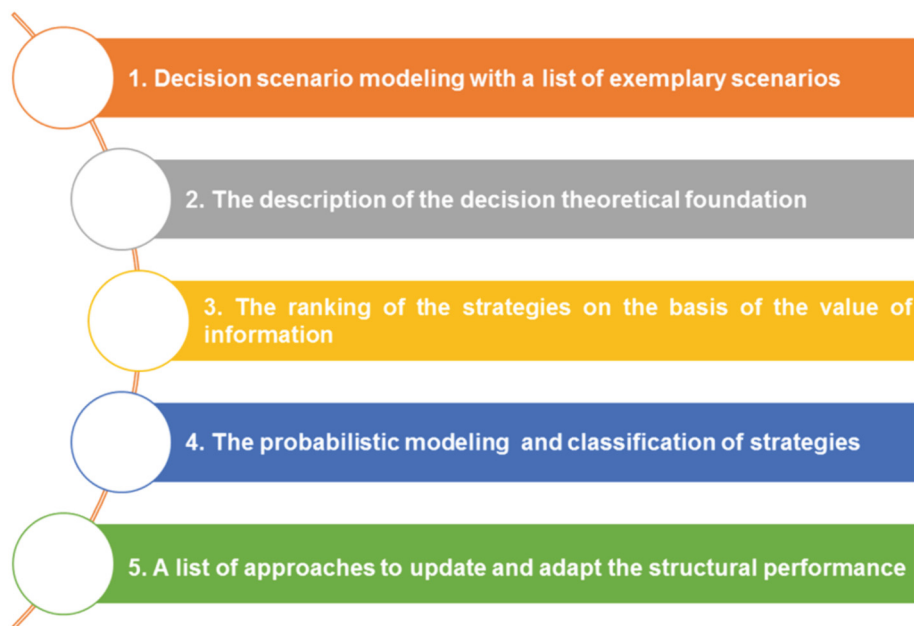 1. Decision scenario modeling with a list of exemplary scenarios
2. The description of the decision theoretical foundation
3. The ranking of the strategies on the basis of the value of
information
4. The probabilistic modeling and classification of strategies
5. A list of approaches to update and adapt the structural performance